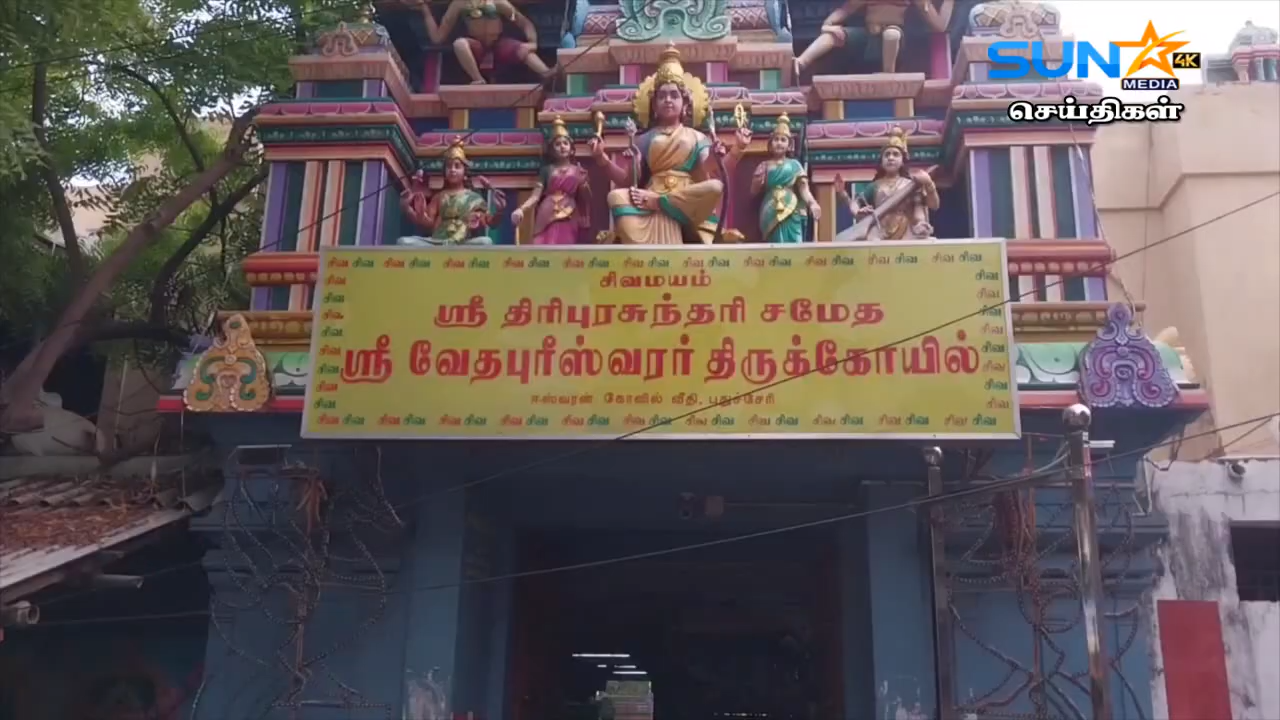 SUN 4K
MEDIA
செய்திகள்
சிவ சிவ சிவ சிவ சிவ சிவ சிவ சிவ சிவ சிவ சிவ சிவ சிவ சிவ சிவ சிவ சிவ சிவ சிவ சிவ சிவ சிவ
சிவமயம்
ஸ்ரீ திரிபுரசுந்தரி சமேத
ஸ்ரீ வேதபுரீஸ்வரர் திருக்கோயில்
ஈஸ்வரன் கோவில் வீதி, புதுச்சேரி
சிவ சிவ சிவ சிவ சிவ சிவ சிவ சிவ சிவ சிவ சிவ சிவ சிவ சிவ சிவ சிவ சிவ சிவ சிவ சிவ சிவ சிவ